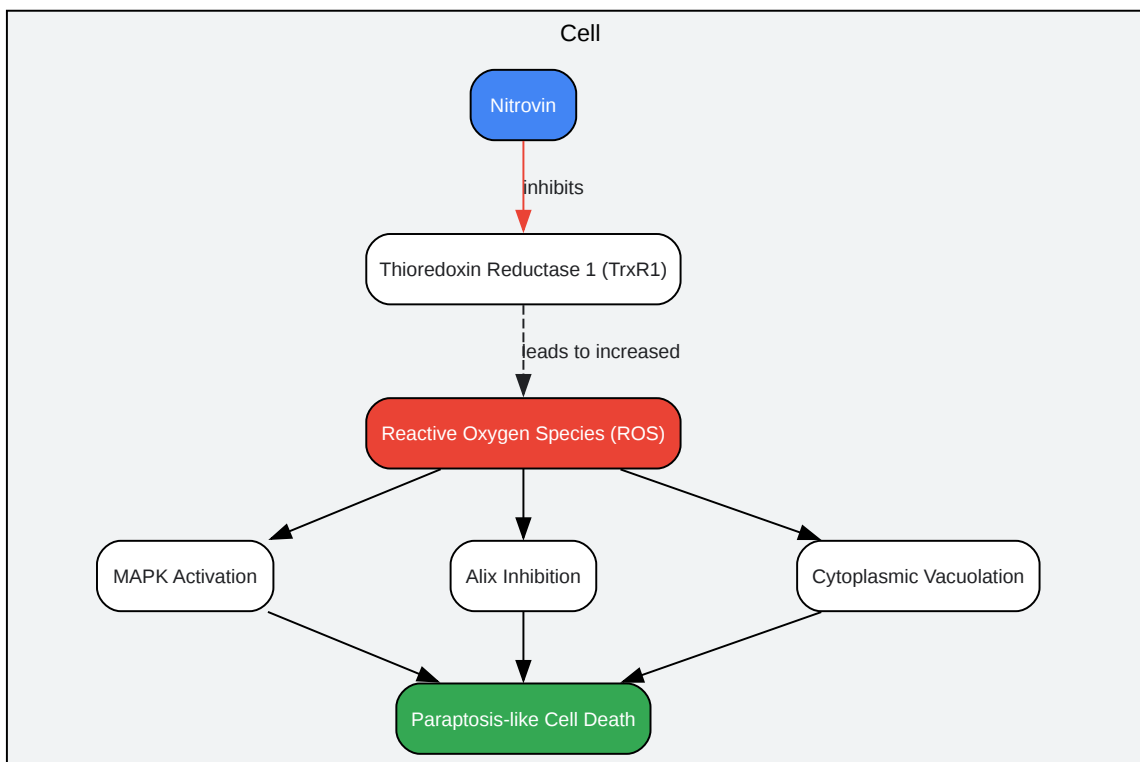 Cell
Nitrovin
inhibits
Thioredoxin Reductase 1 (TrxR1)
leads to increased
Reactive Oxygen Species (ROS)
MAPK Activation
Alix Inhibition
Cytoplasmic Vacuolation
Paraptosis-like Cell Death